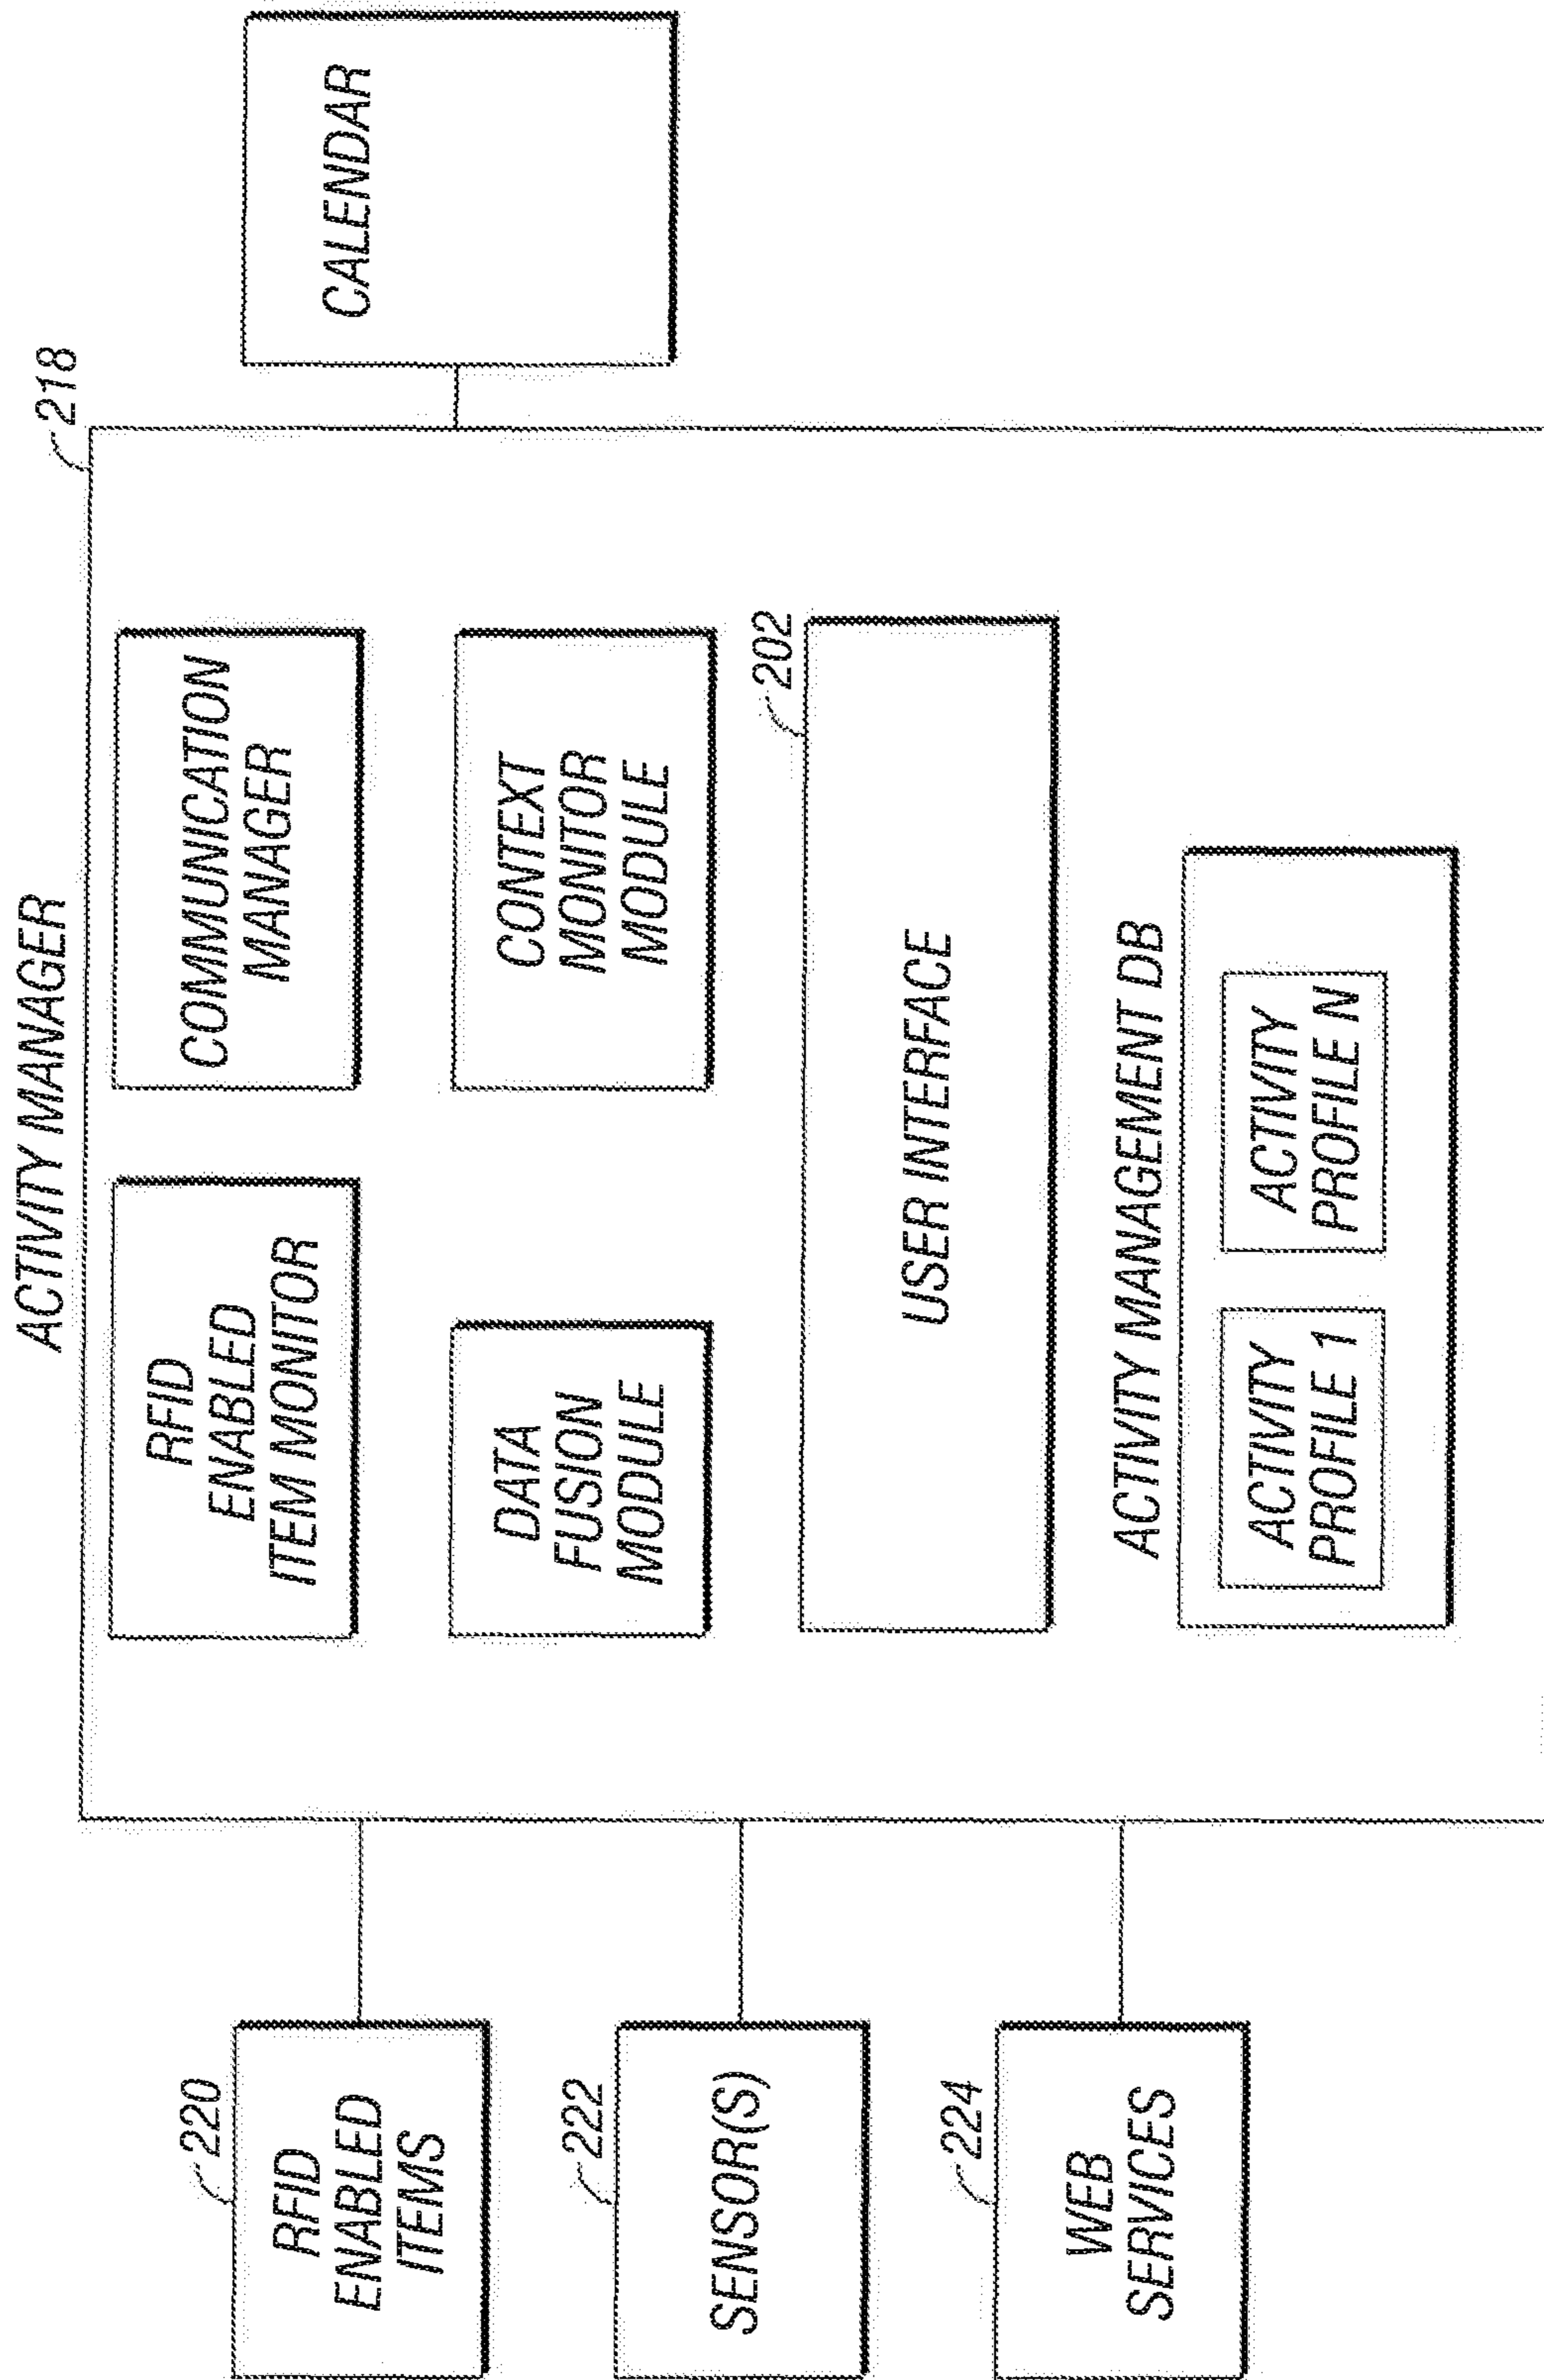 ACTIVITY MANAGER
218
220
RFID
ENABLED
ITEMS
222
SENSOR(S)
224
WEB
SERVICES
RFID
ENABLED
ITEM MONITOR
COMMUNICATION
MANAGER
DATA
FUSION
MODULE
CONTEXT
MONITOR
MODULE
202
USER INTERFACE
ACTIVITY MANAGEMENT DB
ACTIVITY
PROFILE 1
ACTIVITY
PROFILE N
CALENDAR